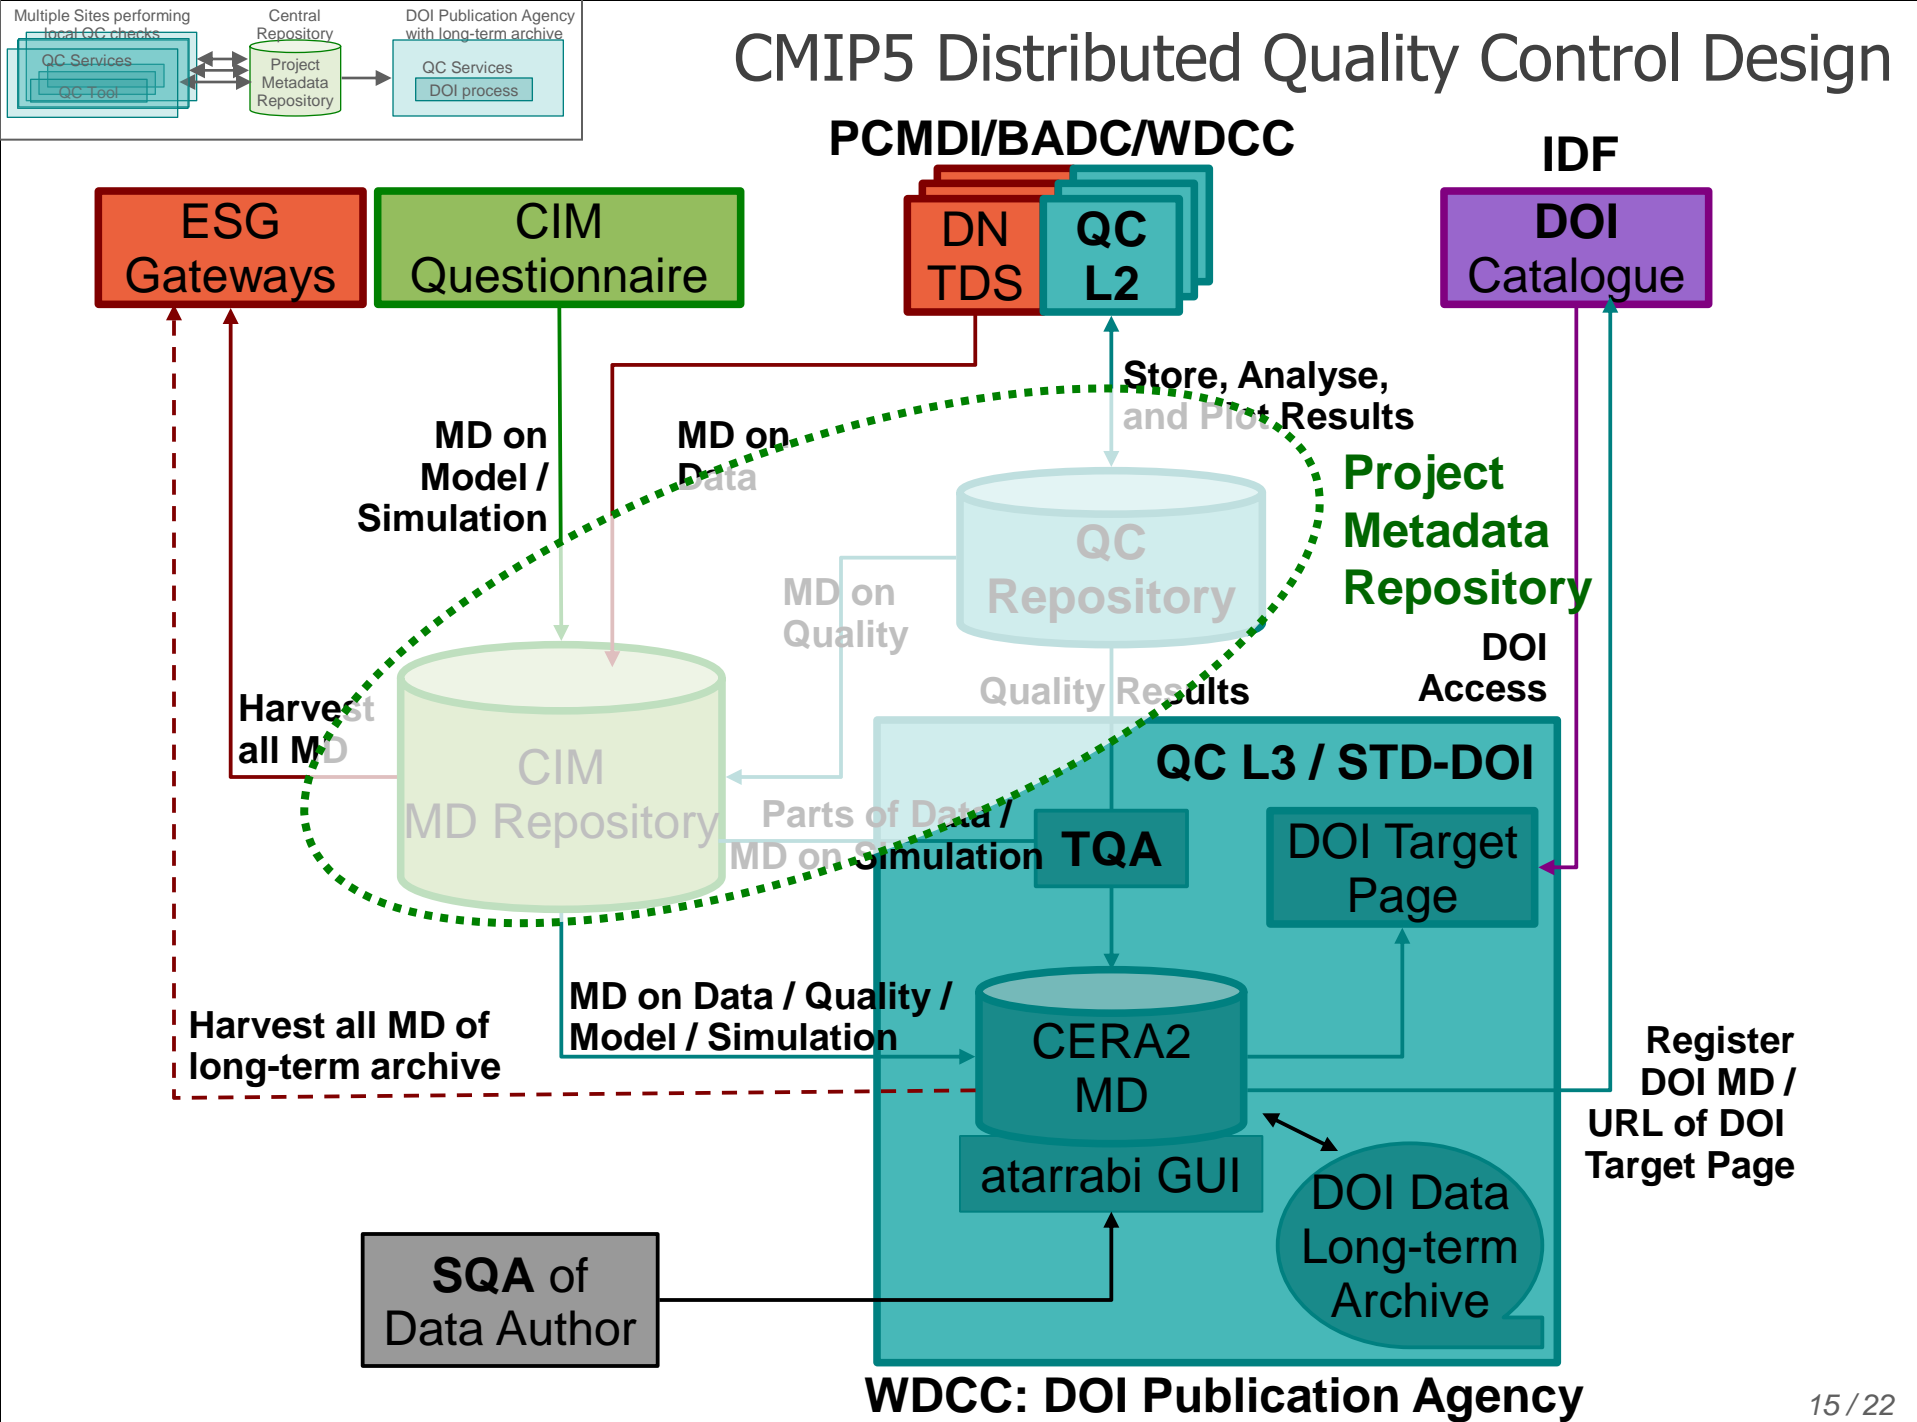 Multiple Sites performing
local QC checks
QC Services
QC Tool
Central
Repository
Project
Metadata
Repository
DOI Publication Agency
with long-term archive
QC Services
DOI process
CMIP5 Distributed Quality Control Design
PCMDI/BADC/WDCC
IDF
ESG
Gateways
CIM
Questionnaire
DN
TDS
QC
L2
DOI
Catalogue
Store, Analyse,
and Plot Results
MD on
Model /
Simulation
MD on
Data
Project
Metadata
Repository
QC
Repository
MD on
Quality
DOI
Access
Quality Results
Harvest
all MD
CIM
MD Repository
QC L3 / STD-DOI
Parts of Data /
MD on Simulation
TQA
DOI Target
Page
MD on Data / Quality /
Model / Simulation
Harvest all MD of
long-term archive
CERA2
MD
Register
DOI MD /
URL of DOI
Target Page
atarrabi GUI
DOI Data
Long-term
Archive
SQA of
Data Author
WDCC: DOI Publication Agency
15 / 22